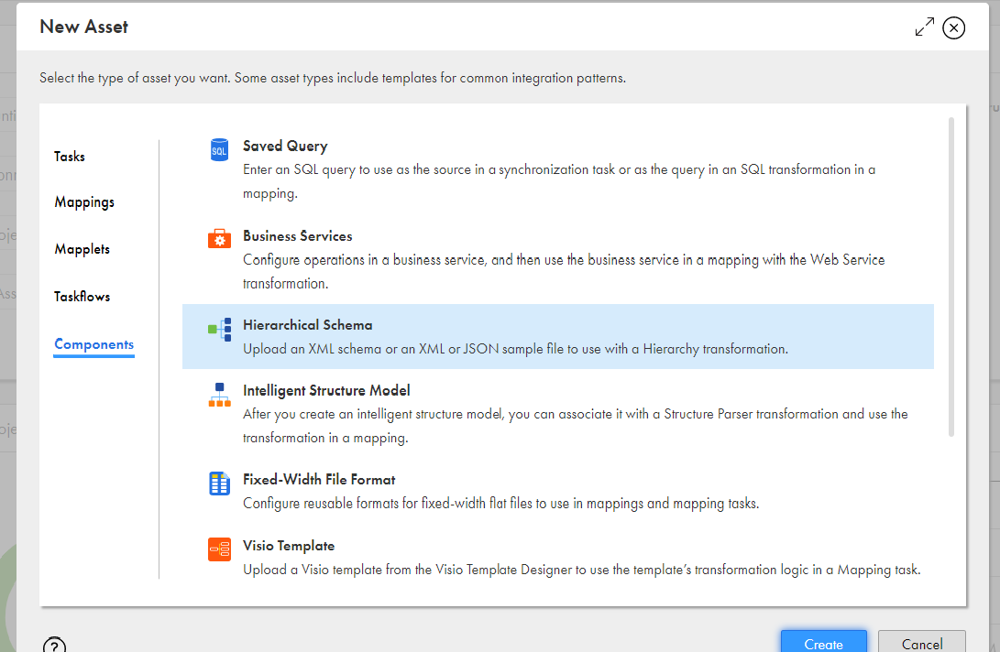 New Asset
Select the type of asset you want. Some asset types include templates for common integration patterns.
Tasks
Mappings
Mapplets
Taskflows
Components
SQL
Saved Query
Enter an SQL query to use as the source in a synchronization task or as the query in an SQL transformation in a
mapping.
Business Services
Configure operations in a business service, and then use the business service in a mapping with the Web Service
transformation.
Hierarchical Schema
Upload an XML schema or an XML or JSON sample file to use with a Hierarchy transformation.
Intelligent Structure Model
After you create an intelligent structure model, you can associate it with a Structure Parser transformation and use the
transformation in a mapping.
Fixed-Width File Format
Configure reusable formats for fixed-width flat files to use in mappings and mapping tasks.
Visio Template
Upload a Visio template from the Visio Template Designer to use the template's transformation logic in a Mapping task.
?
Create
Cancel